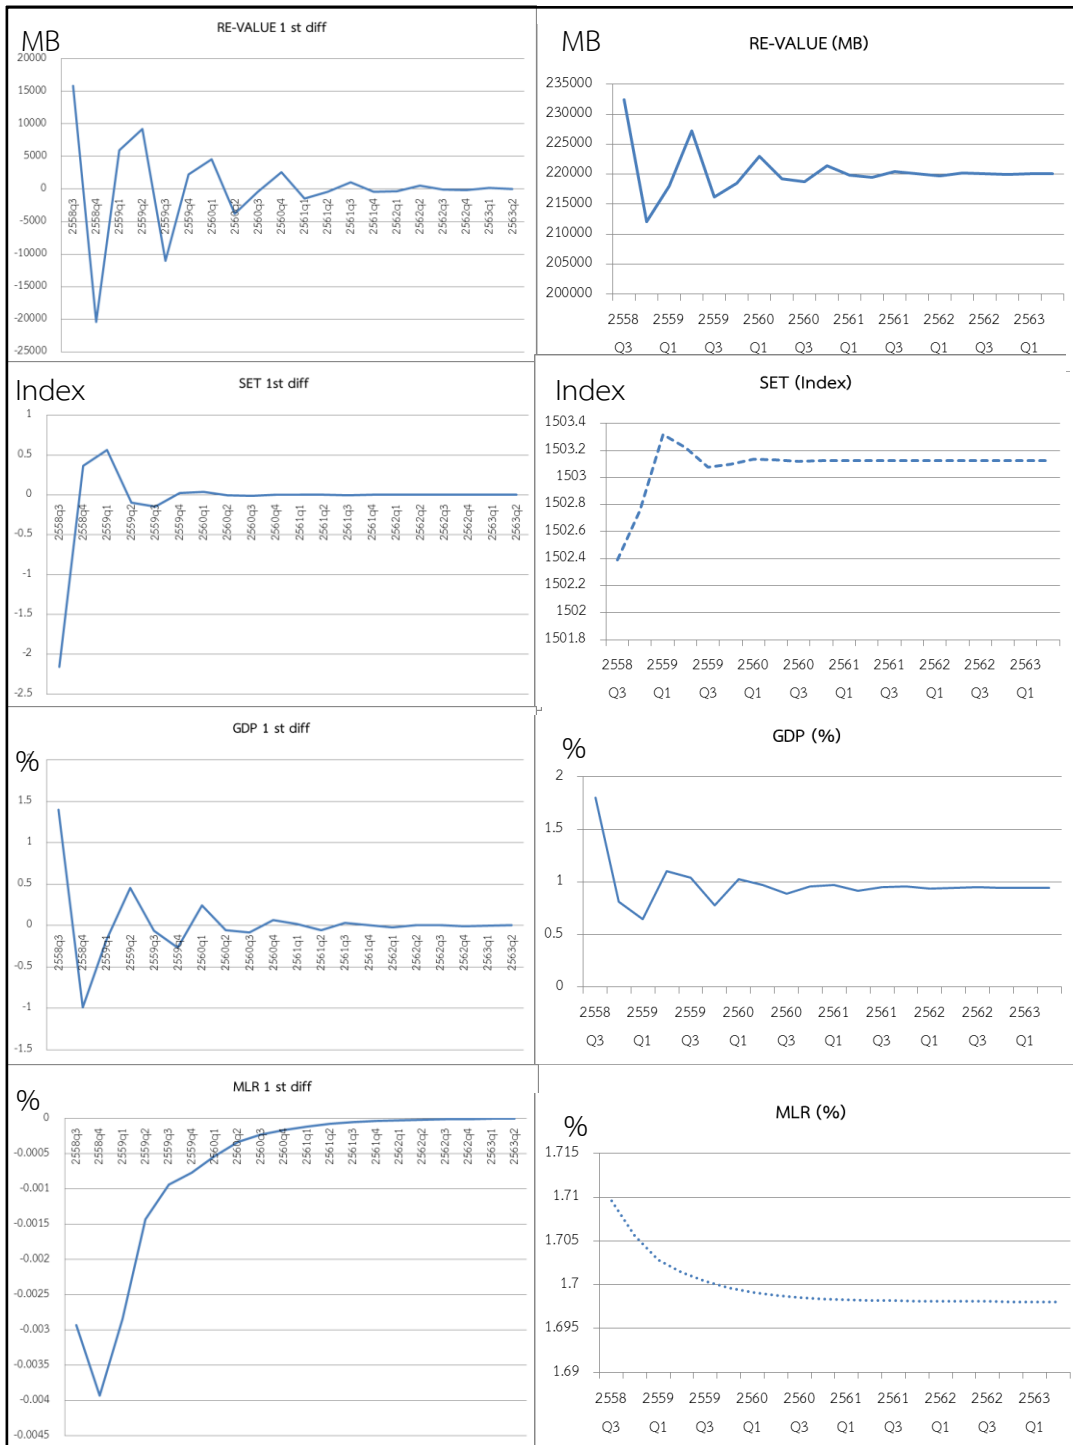 RE-VALUE 1 st diff
MB
20000
15000
10000
5000
0
-5000
-10000
-15000
-20000
-25000
2558q3 2558q4 2559q1 2559q2 2559q3 2559q4 2560q1 2560q2 2560q3 2560q4 2561q1 2561q2 2561q3 2561q4 2562q1 2562q2 2562q3 2562q4 2563q1 2563q2
MB
RE-VALUE (MB)
235000
230000
225000
220000
215000
210000
205000
200000
2558 2559 2559 2560 2560 2561 2561 2562 2562 2563
Q3 Q1 Q3 Q1 Q3 Q1 Q3 Q1 Q3 Q1
Index
SET 1st diff
1
0.5
0
-0.5
-1
-1.5
-2
-2.5
2558q3 2558q4 2559q1 2559q2 2559q3 2559q4 2560q1 2560q2 2560q3 2560q4 2561q1 2561q2 2561q3 2561q4 2562q1 2562q2 2562q3 2562q4 2563q1 2563q2
Index
SET (Index)
1503.4
1503.2
1503
1502.8
1502.6
1502.4
1502.2
1502
1501.8
2558 2559 2559 2560 2560 2561 2561 2562 2562 2563
Q3 Q1 Q3 Q1 Q3 Q1 Q3 Q1 Q3 Q1
GDP 1 st diff
%
1.5
1
0.5
0
-0.5
-1
-1.5
2558q3 2558q4 2559q1 2559q2 2559q3 2559q4 2560q1 2560q2 2560q3 2560q4 2561q1 2561q2 2561q3 2561q4 2562q1 2562q2 2562q3 2562q4 2563q1 2563q2
GDP (%)
%
2
1.5
1
0.5
0
2558 2559 2559 2560 2560 2561 2561 2562 2562 2563
Q3 Q1 Q3 Q1 Q3 Q1 Q3 Q1 Q3 Q1
MLR 1 st diff
%
0
-0.0005
-0.001
-0.0015
-0.002
-0.0025
-0.003
-0.0035
-0.004
-0.0045
2558q3 2558q4 2559q1 2559q2 2559q3 2559q4 2560q1 2560q2 2560q3 2560q4 2561q1 2561q2 2561q3 2561q4 2562q1 2562q2 2562q3 2562q4 2563q1 2563q2
MLR (%)
%
1.715
1.71
1.705
1.7
1.695
1.69
2558 2559 2559 2560 2560 2561 2561 2562 2562 2563
Q3 Q1 Q3 Q1 Q3 Q1 Q3 Q1 Q3 Q1